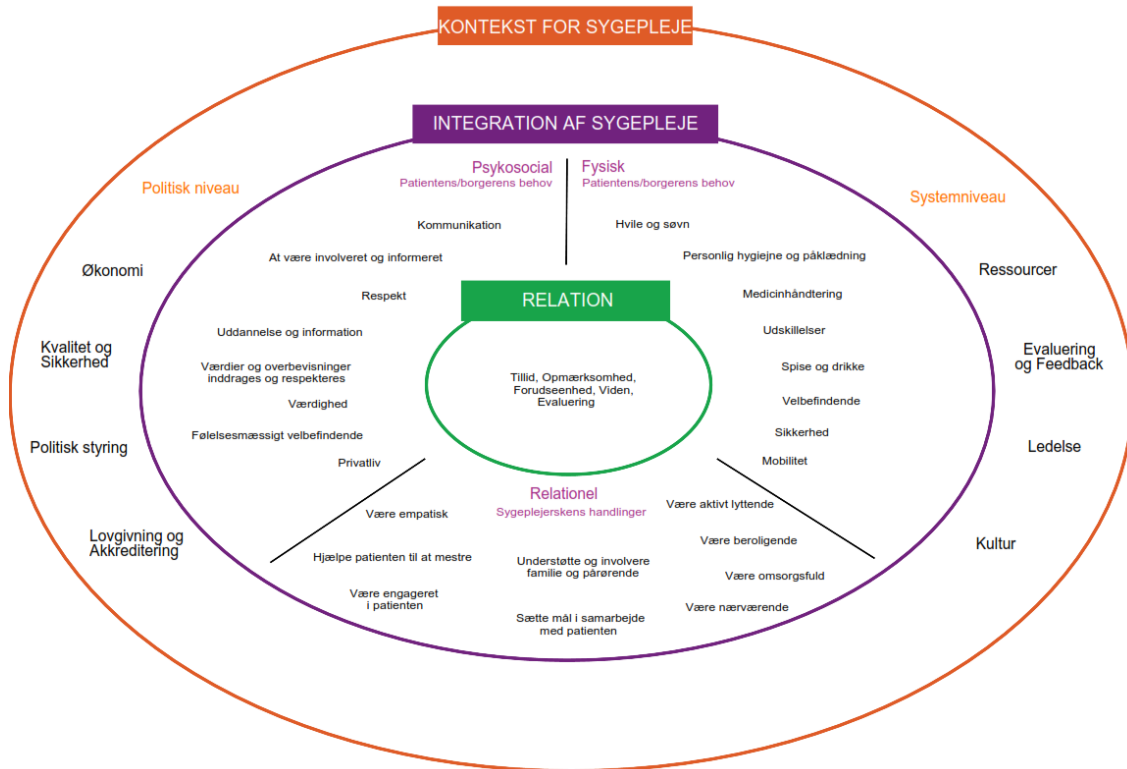 KONTEKST FOR SYGEPLEJE
INTEGRATION AF SYGEPLEJE
Psykosocial
Patientens/borgerens behov
Fysisk
Patientens/borgerens behov
Politisk niveau
Økonomi
Kvalitet og
Sikkerhed
Politisk styring
Lovgivning og
Akkreditering
Systemniveau
Ressourcer
Evaluering
og Feedback
Ledelse
Kultur
Kommunikation
At være involveret og informeret
Respekt
Uddannelse og information
Værdier og overbevisninger
inddrages og respekteres
Værdighed
Følelsesmæssigt velbefindende
Privatliv
Hvile og søvn
Personlig hygiejne og påklædning
Medicinhåndtering
Udskillelser
Spise og drikke
Velbefindende
Sikkerhed
Mobilitet
RELATION
Tillid, Opmærksomhed,
Forudseenhed, Viden,
Evaluering
Relationel
Sygeplejerskens handlinger
Være empatisk
Hjælpe patienten til at mestre
Være engageret
i patienten
Understøtte og involvere
familie og pårørende
Sætte mål i samarbejde
med patienten
Være aktivt lyttende
Være beroligende
Være omsorgsfuld
Være nærværende